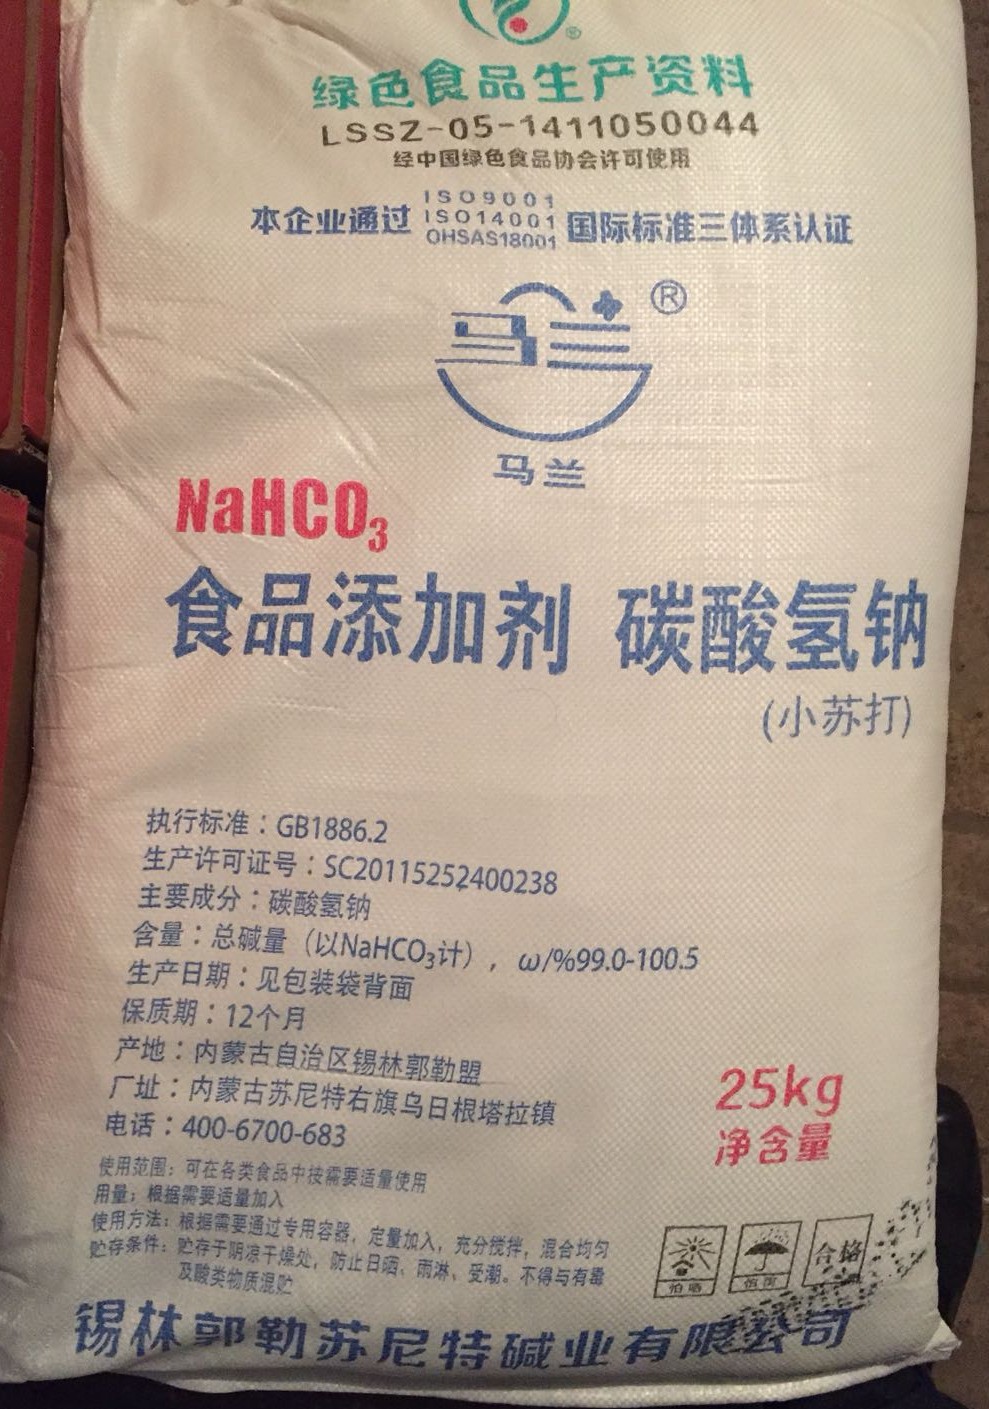 绿色食品生产资料
LSSZ-05-1411050044
经中国绿色食品协会许可使用
本企业通过 ISO9001 ISO14001 OHSAS18001 国际标准三体系认证
马兰 ®
马兰
NaHCO₃
食品添加剂 碳酸氢钠
(小苏打)
执行标准：GB1886.2
生产许可证号：SC20115252400238
主要成分：碳酸氢钠
含量：总碱量（以NaHCO₃计），ω/%99.0-100.5
生产日期：见包装袋背面
保质期：12个月
产地：内蒙古自治区锡林郭勒盟
厂址：内蒙古苏尼特右旗乌日根塔拉镇
电话：400-6700-683
25kg
净含量
使用范围：可在各类食品中按需要适量使用
用量：根据需要适量加入
使用方法：根据需要通过专用容器，定量加入，充分搅拌，混合均匀
贮存条件：贮存于阴凉干燥处，防止日晒、雨淋、受潮。不得与有毒
及酸类物质混贮
怕晒 怕雨 合格
锡林郭勒苏尼特碱业有限公司